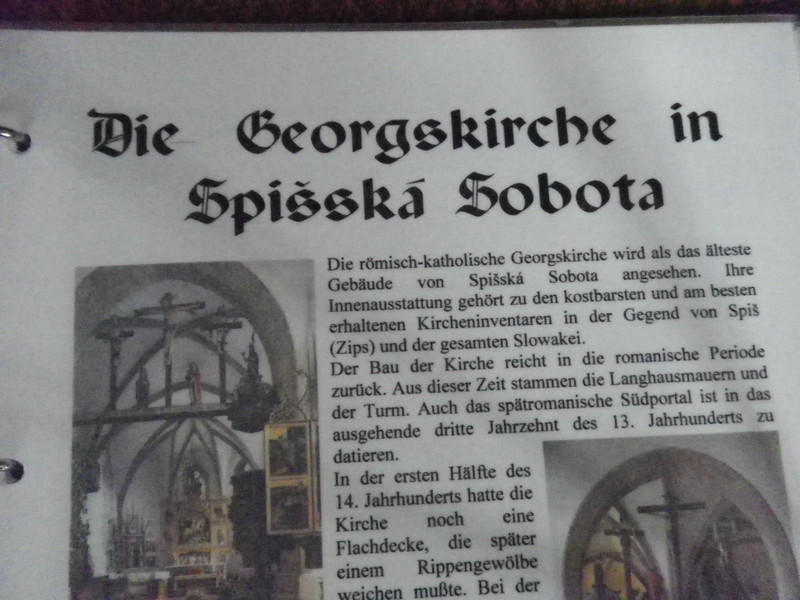 Die Georgskirche in
Spišská Sobota
Die römisch-katholische Georgskirche wird als das älteste
Gebäude von Spišská Sobota angesehen. Ihre
Innenausstattung gehört zu den kostbarsten und am besten
erhaltenen Kircheninventaren in der Gegend von Spiš
(Zips) und der gesamten Slowakei.
Der Bau der Kirche reicht in die romanische Periode
zurück. Aus dieser Zeit stammen die Langhausmauern und
der Turm. Auch das spätromanische Südportal ist in das
ausgehende dritte Jahrzehnt des 13. Jahrhunderts zu
datieren.
In der ersten Hälfte des
14. Jahrhunderts hatte die
Kirche noch eine
Flachdecke, die später
einem Rippengewölbe
weichen mußte. Bei der